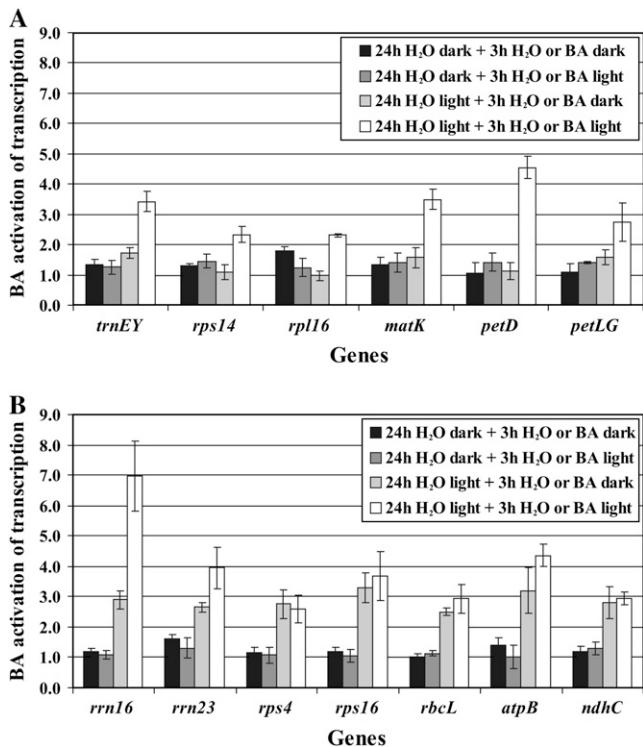 A
BA activation of transcription
9.0
8.0
7.0
6.0
5.0
4.0
3.0
2.0
1.0
0.0
24h H₂O dark + 3h H₂O or BA dark
24h H₂O dark + 3h H₂O or BA light
24h H₂O light + 3h H₂O or BA dark
24h H₂O light + 3h H₂O or BA light
trnEY rps14 rpl16 matK petD petLG
Genes
B
BA activation of transcription
9.0
8.0
7.0
6.0
5.0
4.0
3.0
2.0
1.0
0.0
24h H₂O dark + 3h H₂O or BA dark
24h H₂O dark + 3h H₂O or BA light
24h H₂O light + 3h H₂O or BA dark
24h H₂O light + 3h H₂O or BA light
rrn16 rrn23 rps4 rps16 rbcL atpB ndhC
Genes